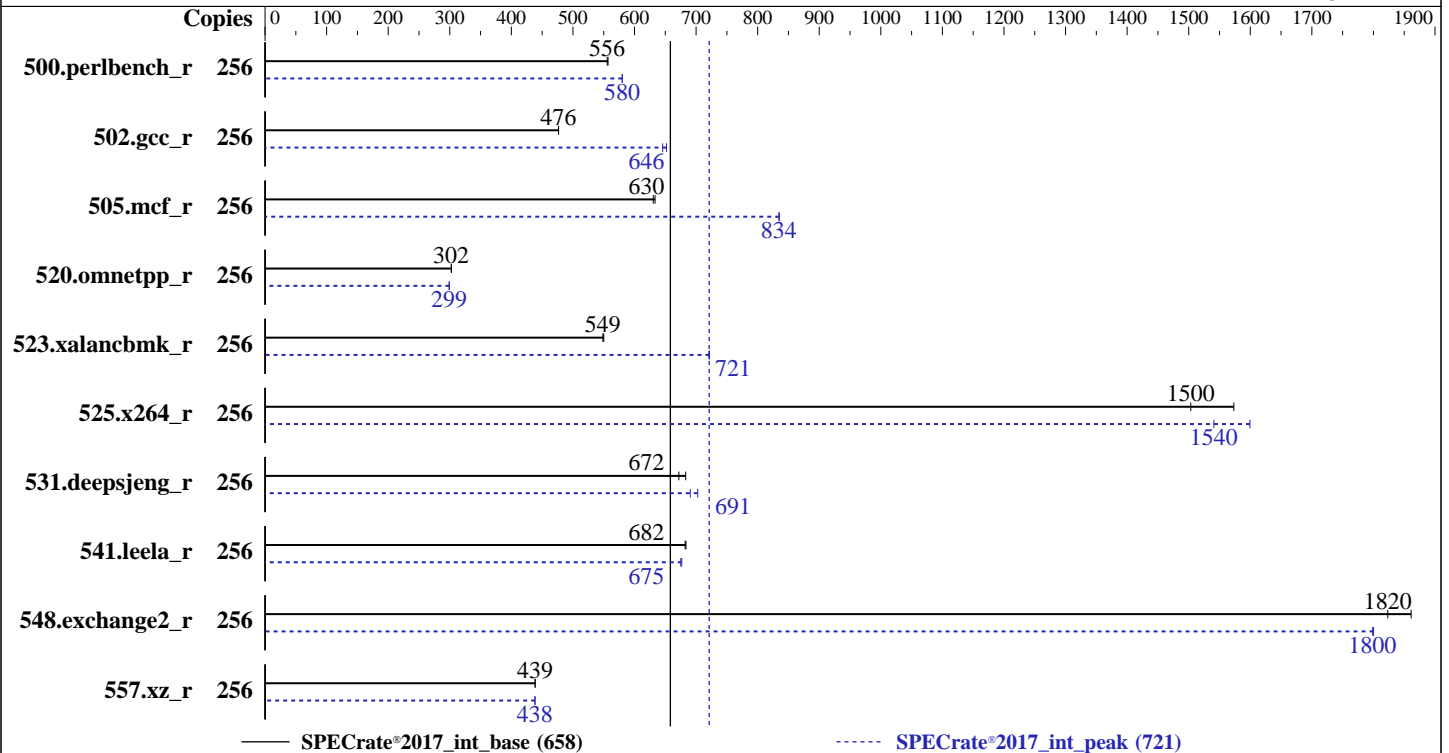 Copies 0 100 200 300 400 500 600 700 800 900 1000 1100 1200 1300 1400 1500 1600 1700 1900
556
500.perlbench_r 256
580
476
502.gcc_r 256
646
630
505.mcf_r 256
834
302
520.omnetpp_r 256
299
549
523.xalancbmk_r 256
721
1500
525.x264_r 256
1540
672
531.deepsjeng_r 256
691
682
541.leela_r 256
675
1820
548.exchange2_r 256
1800
439
557.xz_r 256
438
SPECrate®2017_int_base (658)
SPECrate®2017_int_peak (721)